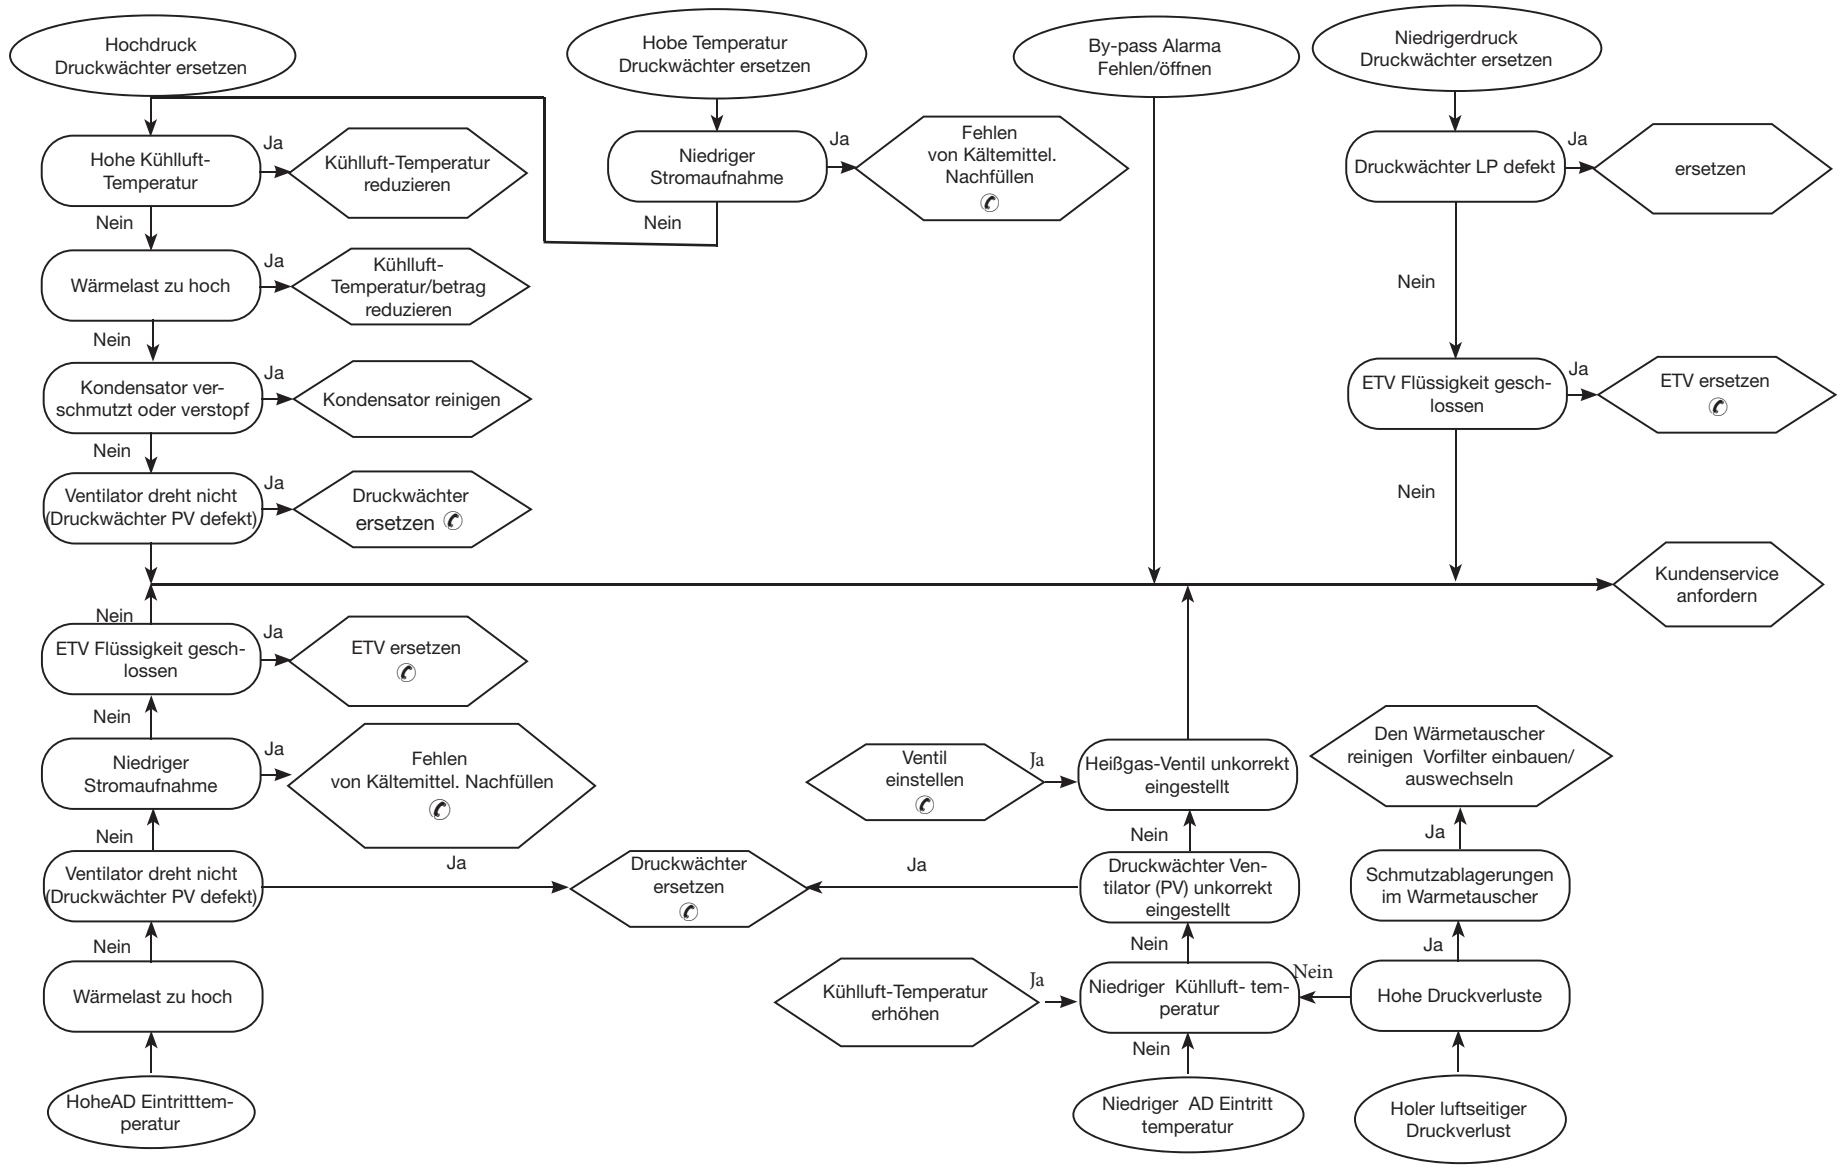 Hochdruck
Druckwächter ersetzen
Hobe Temperatur
Druckwächter ersetzen
By-pass Alarma
Fehlen/öffnen
Niedrigerdruck
Druckwächter ersetzen
Hohe Kühlluft-
Temperatur
Ja
Kühlluft-Temperatur
reduzieren
Niedriger
Stromaufnahme
Ja
Fehlen
von Kältemittel.
Nachfüllen
Druckwächter LP defekt
Ja
ersetzen
Nein
Nein
Wärmelast zu hoch
Ja
Kühlluft-
Temperatur/betrag
reduzieren
Nein
Nein
Kondensator ver-
schmutzt oder verstopf
Ja
Kondensator reinigen
ETV Flüssigkeit gesch-
lossen
Ja
ETV ersetzen
Nein
Ventilator dreht nicht
(Druckwächter PV defekt)
Ja
Druckwächter
ersetzen
Nein
Kundenservice
anfordern
Nein
ETV Flüssigkeit gesch-
lossen
Ja
ETV ersetzen
Nein
Niedriger
Stromaufnahme
Ja
Fehlen
von Kältemittel. Nachfüllen
Ventil
einstellen
Ja
Heißgas-Ventil unkorrekt
eingestellt
Den Wärmetauscher
reinigen Vorfilter einbauen/
auswechseln
Nein
Nein
Ja
Ventilator dreht nicht
(Druckwächter PV defekt)
Ja
Druckwächter
ersetzen
Ja
Druckwächter Ven-
tilator (PV) unkorrekt
eingestellt
Schmutzablagerungen
im Warmetauscher
Nein
Nein
Ja
Wärmelast zu hoch
Kühlluft-Temperatur
erhöhen
Ja
Niedriger Kühlluft- tem-
peratur
Nein
Hohe Druckverluste
Nein
HoheAD Eintritttem-
peratur
Niedriger AD Eintritt
temperatur
Holer luftseitiger
Druckverlust